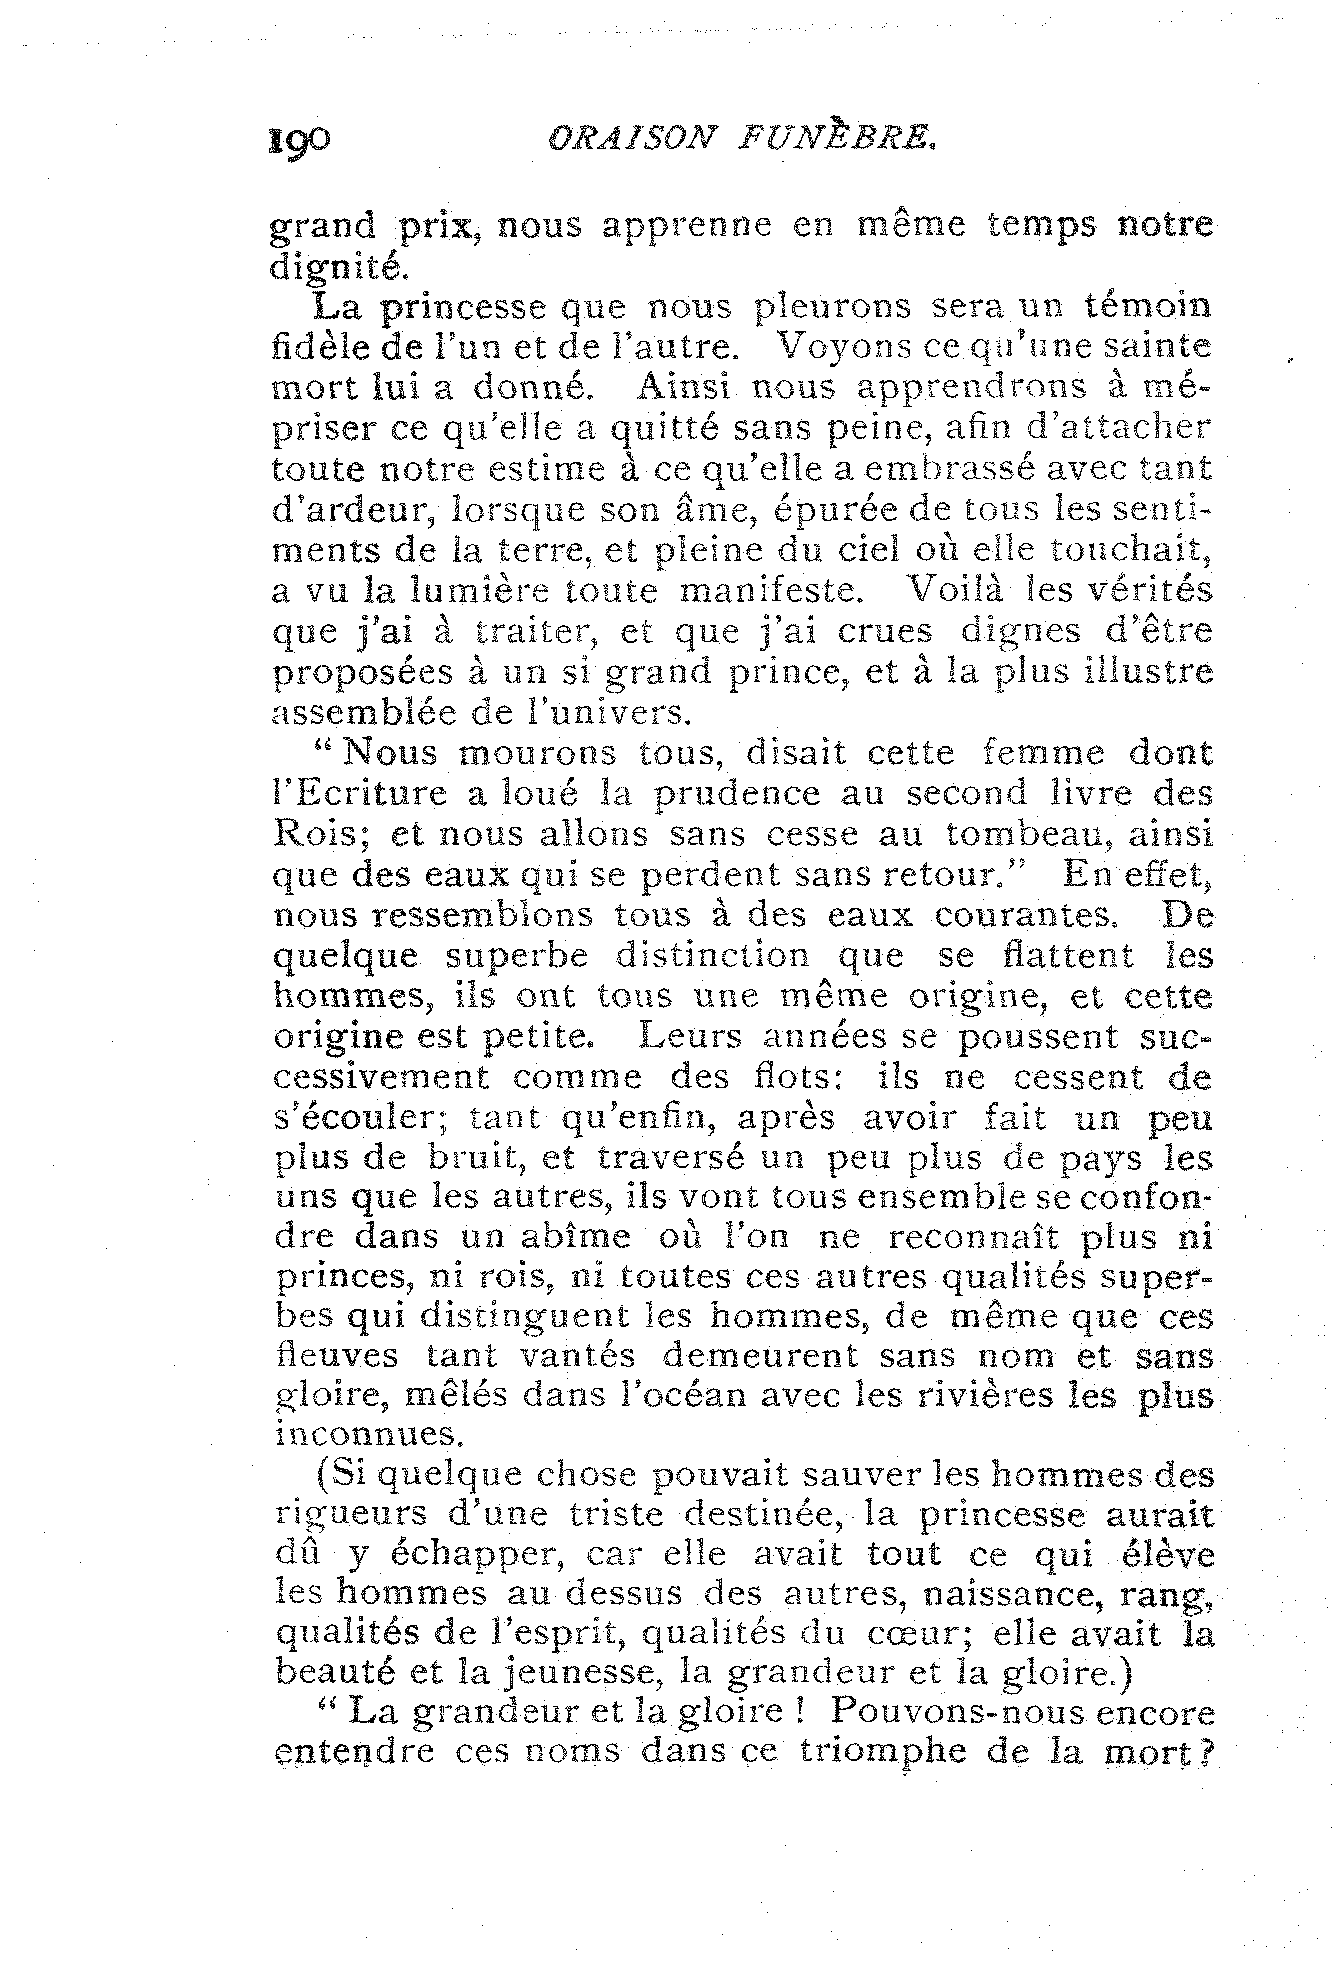 190 ORAISON FUNÈBRE.
grand prix, nous apprenne en même temps notre
dignité.
La princesse que nous pleurons sera un témoin
fidèle de l'un et de l'autre. Voyons ce qu'une sainte
mort lui a donné. Ainsi nous apprendrons à mé-
priser ce qu'elle a quitté sans peine, afin d'attacher
toute notre estime à ce qu'elle a embrassé avec tant
d'ardeur, lorsque son âme, épurée de tous les senti-
ments de la terre, et pleine du ciel où elle touchait,
a vu la lumière toute manifeste. Voilà les vérités
que j'ai à traiter, et que j'ai crues dignes d'être
proposées à un si grand prince, et à la plus illustre
assemblée de l'univers.
“ Nous mourons tous, disait cette femme dont
l'Ecriture a loué la prudence au second livre des
Rois; et nous allons sans cesse au tombeau, ainsi
que des eaux qui se perdent sans retour.” En effet,
nous ressemblons tous à des eaux courantes. De
quelque superbe distinction que se flattent les
hommes, ils ont tous une même origine, et cette
origine est petite. Leurs années se poussent suc-
cessivement comme des flots: ils ne cessent de
s'écouler; tant qu'enfin, après avoir fait un peu
plus de bruit, et traversé un peu plus de pays les
uns que les autres, ils vont tous ensemble se confon-
dre dans un abîme où l'on ne reconnaît plus ni
princes, ni rois, ni toutes ces autres qualités super-
bes qui distinguent les hommes, de même que ces
fleuves tant vantés demeurent sans nom et sans
gloire, mêlés dans l'océan avec les rivières les plus
inconnues.
(Si quelque chose pouvait sauver les hommes des
rigueurs d'une triste destinée, la princesse aurait
dû y échapper, car elle avait tout ce qui élève
les hommes au dessus des autres, naissance, rang,
qualités de l'esprit, qualités du cœur; elle avait la
beauté et la jeunesse, la grandeur et la gloire.)
“ La grandeur et la gloire ! Pouvons-nous encore
entendre ces noms dans ce triomphe de la mort?